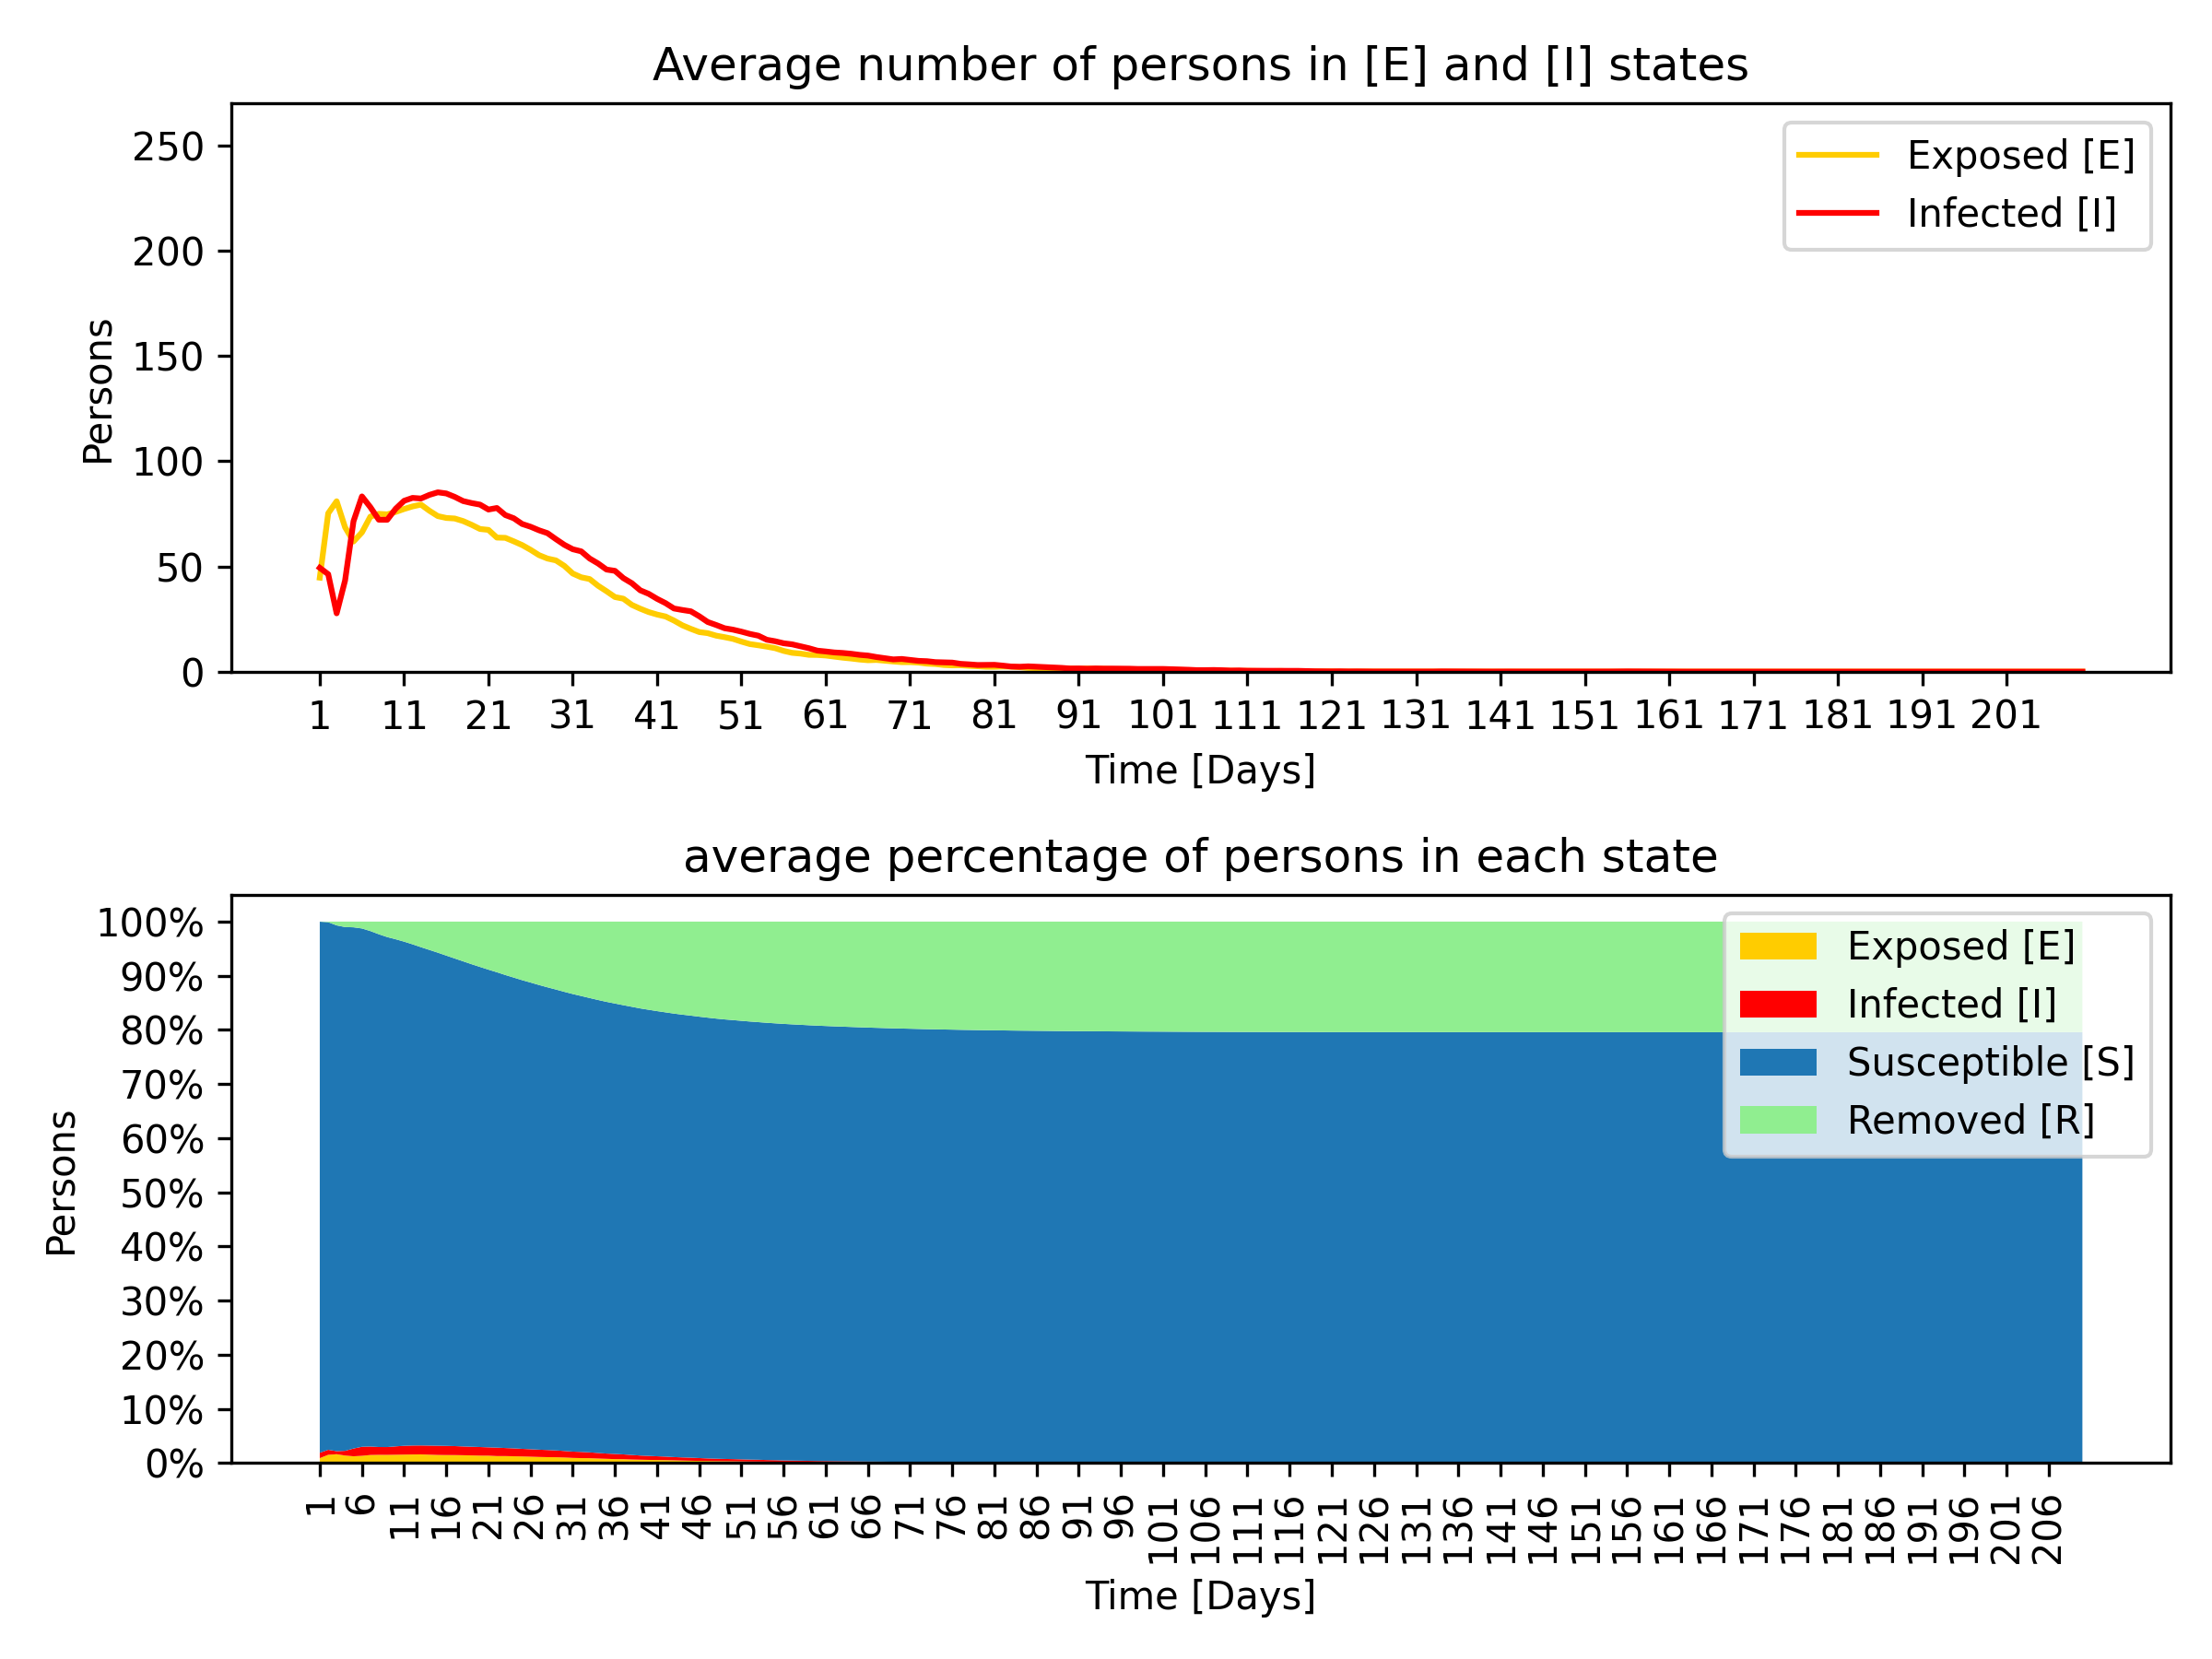 Average number of persons in [E] and [I] states
250
200
150
100
50
0
Persons
Exposed [E]
Infected [I]
1 11 21 31 41 51 61 71 81 91 101 111 121 131 141 151 161 171 181 191 201
Time [Days]
average percentage of persons in each state
100%
90%
80%
70%
60%
50%
40%
30%
20%
10%
0%
Persons
Exposed [E]
Infected [I]
Susceptible [S]
Removed [R]
1 6 11 16 21 26 31 36 41 46 51 56 61 66 71 76 81 86 91 96 101 106 111 116 121 126 131 136 141 146 151 156 161 166 171 176 181 186 191 196 201 206
Time [Days]